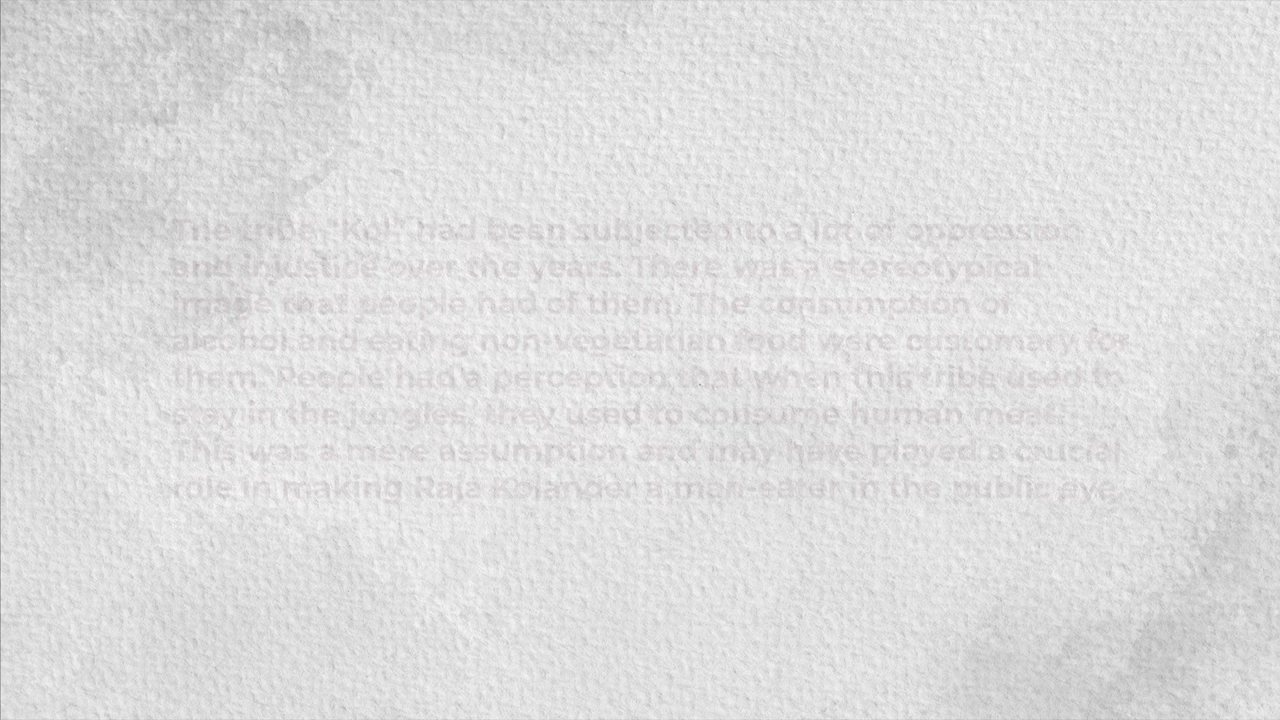 The tribe, "Kol" had been subjected to a lot of oppression
and injustice over the years. There was a stereotypical
image that people had of them. The consumption of
alcohol and eating non-vegetarian food were customary for
them. People had a perception that when this tribe used to
stay in the jungles, they used to consume human meat.
This was a mere assumption and may have played a crucial
role in making Raja Kolander a man-eater in the public eye.